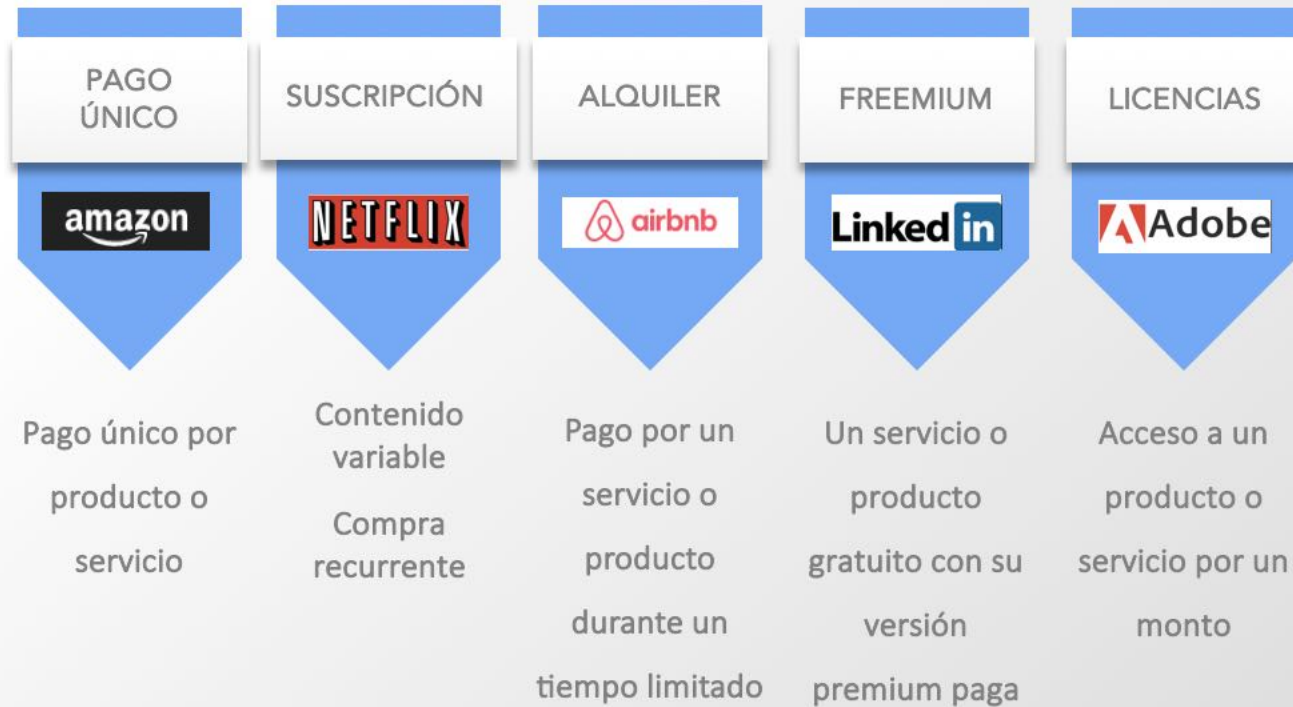 PAGO
ÚNICO
SUSCRIPCIÓN
ALQUILER
FREEMIUM
LICENCIAS
amazon
NETFLIX
airbnb
Linked in
Adobe
Pago único por
producto o
servicio
Contenido
variable
Compra
recurrente
Pago por un
servicio o
producto
durante un
tiempo limitado
Un servicio o
producto
gratuito con su
versión
premium paga
Acceso a un
producto o
servicio por un
monto